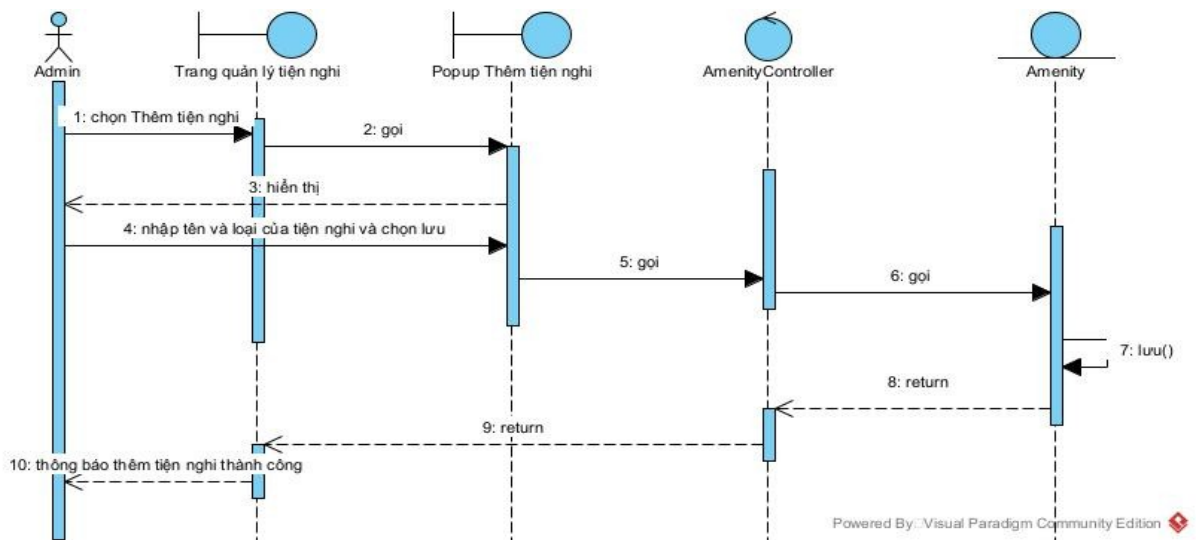 Admin
Trang quản lý tiện nghi
Popup Thêm tiện nghi
AmenityController
Amenity
1: chọn Thêm tiện nghi
2: gọi
3: hiển thị
4: nhập tên và loại của tiện nghi và chọn lưu
5: gọi
6: gọi
7: lưu()
8: return
9: return
10: thông báo thêm tiện nghi thành công
Powered By Visual Paradigm Community Edition